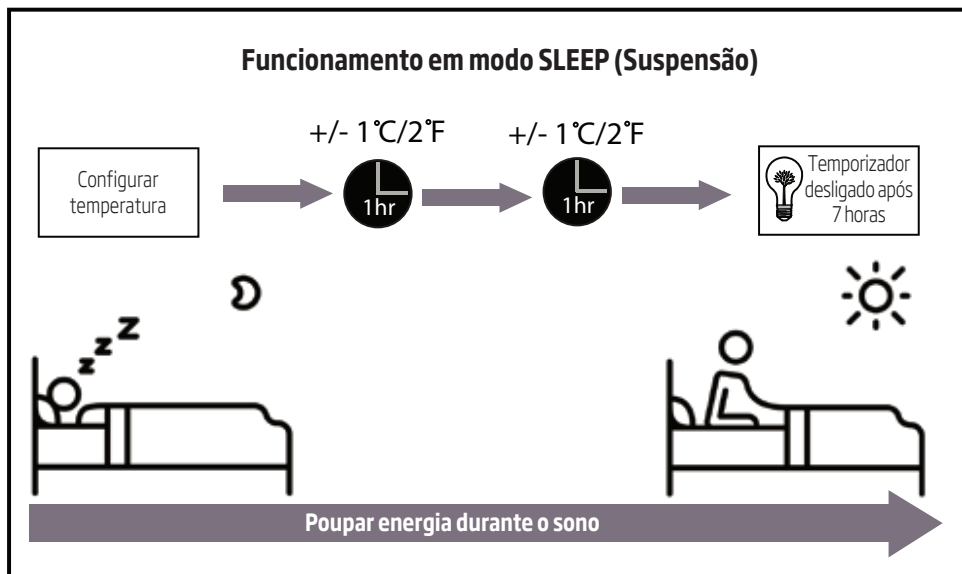 Funcionamento em modo SLEEP (Suspensão)
+/- 1°C/2°F
+/- 1°C/2°F
Configurar
temperatura
1hr
1hr
Temporizador
desligado após
7 horas
z z Z
Poupar energia durante o sono